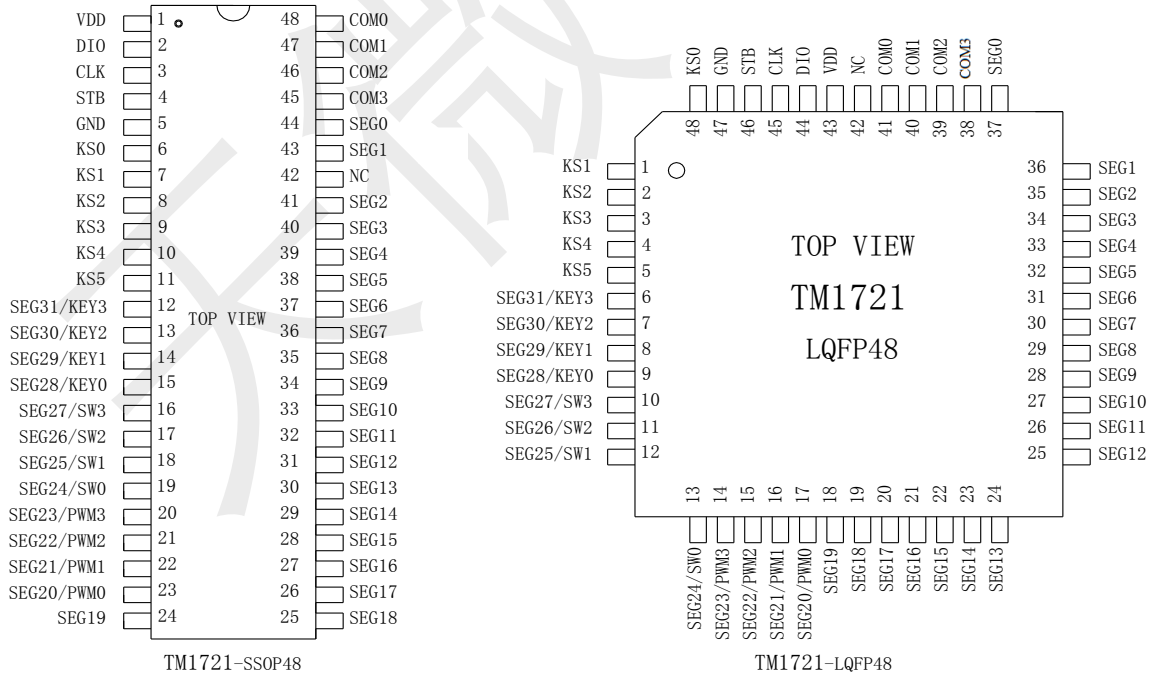 VDD 1 48 COM0
DIO 2 47 COM1
CLK 3 46 COM2
STB 4 45 COM3
GND 5 44 SEG0
KS0 6 43 SEG1
KS1 7 42 NC
KS2 8 41 SEG2
KS3 9 40 SEG3
KS4 10 39 SEG4
KS5 11 38 SEG5
SEG31/KEY3 12 37 SEG6
TOP VIEW
SEG30/KEY2 13 36 SEG7
SEG29/KEY1 14 35 SEG8
SEG28/KEY0 15 34 SEG9
SEG27/SW3 16 33 SEG10
SEG26/SW2 17 32 SEG11
SEG25/SW1 18 31 SEG12
SEG24/SW0 19 30 SEG13
SEG23/PWM3 20 29 SEG14
SEG22/PWM2 21 28 SEG15
SEG21/PWM1 22 27 SEG16
SEG20/PWM0 23 26 SEG17
SEG19 24 25 SEG18
TM1721-SSOP48
KS0 GND STB CLK DIO VDD NC COM0 COM1 COM2 COM3 SEG0
48 47 46 45 44 43 42 41 40 39 38 37
KS1 1 36 SEG1
KS2 2 35 SEG2
KS3 3 34 SEG3
KS4 4 33 SEG4
KS5 5 32 SEG5
SEG31/KEY3 6 31 SEG6
SEG30/KEY2 7 30 SEG7
SEG29/KEY1 8 29 SEG8
SEG28/KEY0 9 28 SEG9
SEG27/SW3 10 27 SEG10
SEG26/SW2 11 26 SEG11
SEG25/SW1 12 25 SEG12
TOP VIEW
TM1721
LQFP48
13 14 15 16 17 18 19 20 21 22 23 24
SEG24/SW0 SEG23/PWM3 SEG22/PWM2 SEG21/PWM1 SEG20/PWM0 SEG19 SEG18 SEG17 SEG16 SEG15 SEG14 SEG13
TM1721-LQFP48